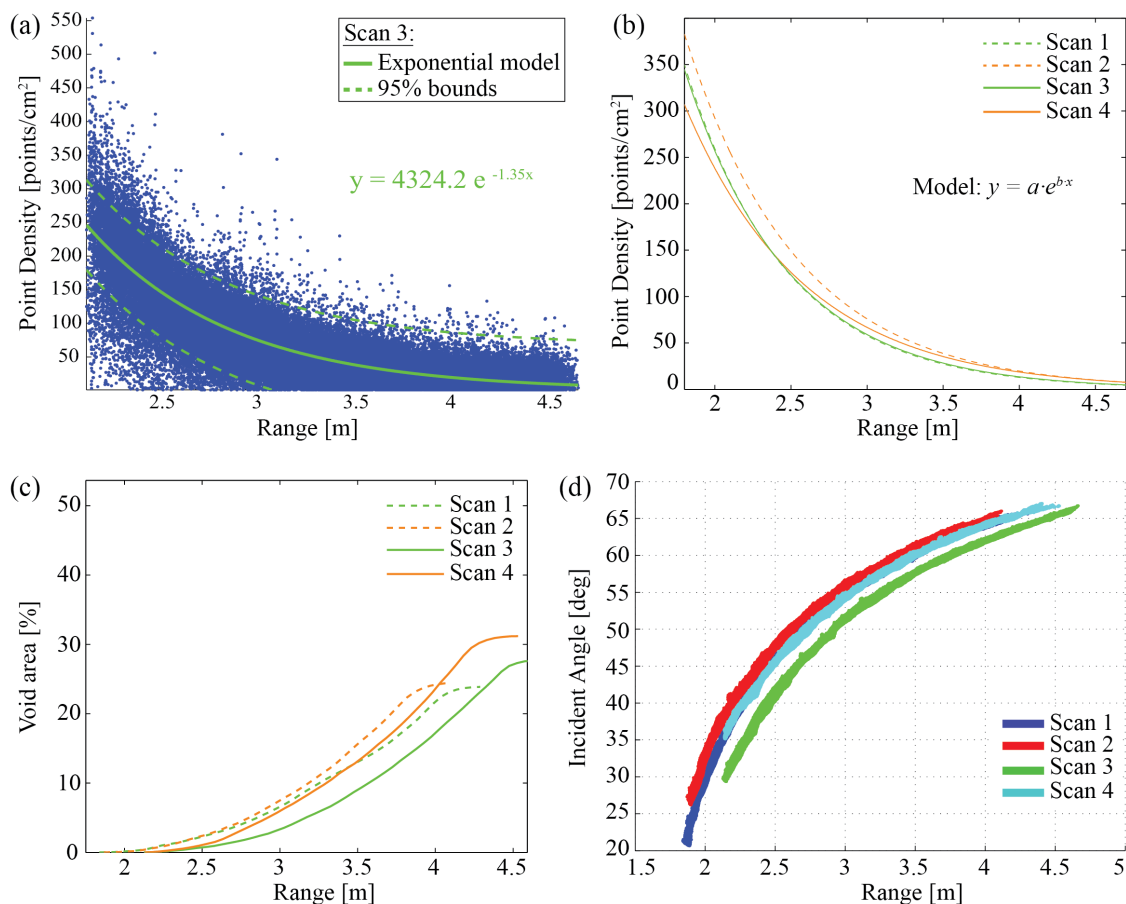 (a)
Point Density [points/cm²]
550
500
450
400
350
300
250
200
150
100
50
2.5
3
3.5
4
4.5
Range [m]
Scan 3:
Exponential model
95% bounds
y = 4324.2 e -1.35x
(b)
Point Density [points/cm²]
350
300
250
200
150
100
50
0
2
2.5
3
3.5
4
4.5
Range [m]
Scan 1
Scan 2
Scan 3
Scan 4
Model: y = a·e^b·x
(c)
Void area [%]
50
40
30
20
10
0
2
2.5
3
3.5
4
4.5
Range [m]
Scan 1
Scan 2
Scan 3
Scan 4
(d)
Incident Angle [deg]
70
65
60
55
50
45
40
35
30
25
20
1.5
2
2.5
3
3.5
4
4.5
5
Range [m]
Scan 1
Scan 2
Scan 3
Scan 4